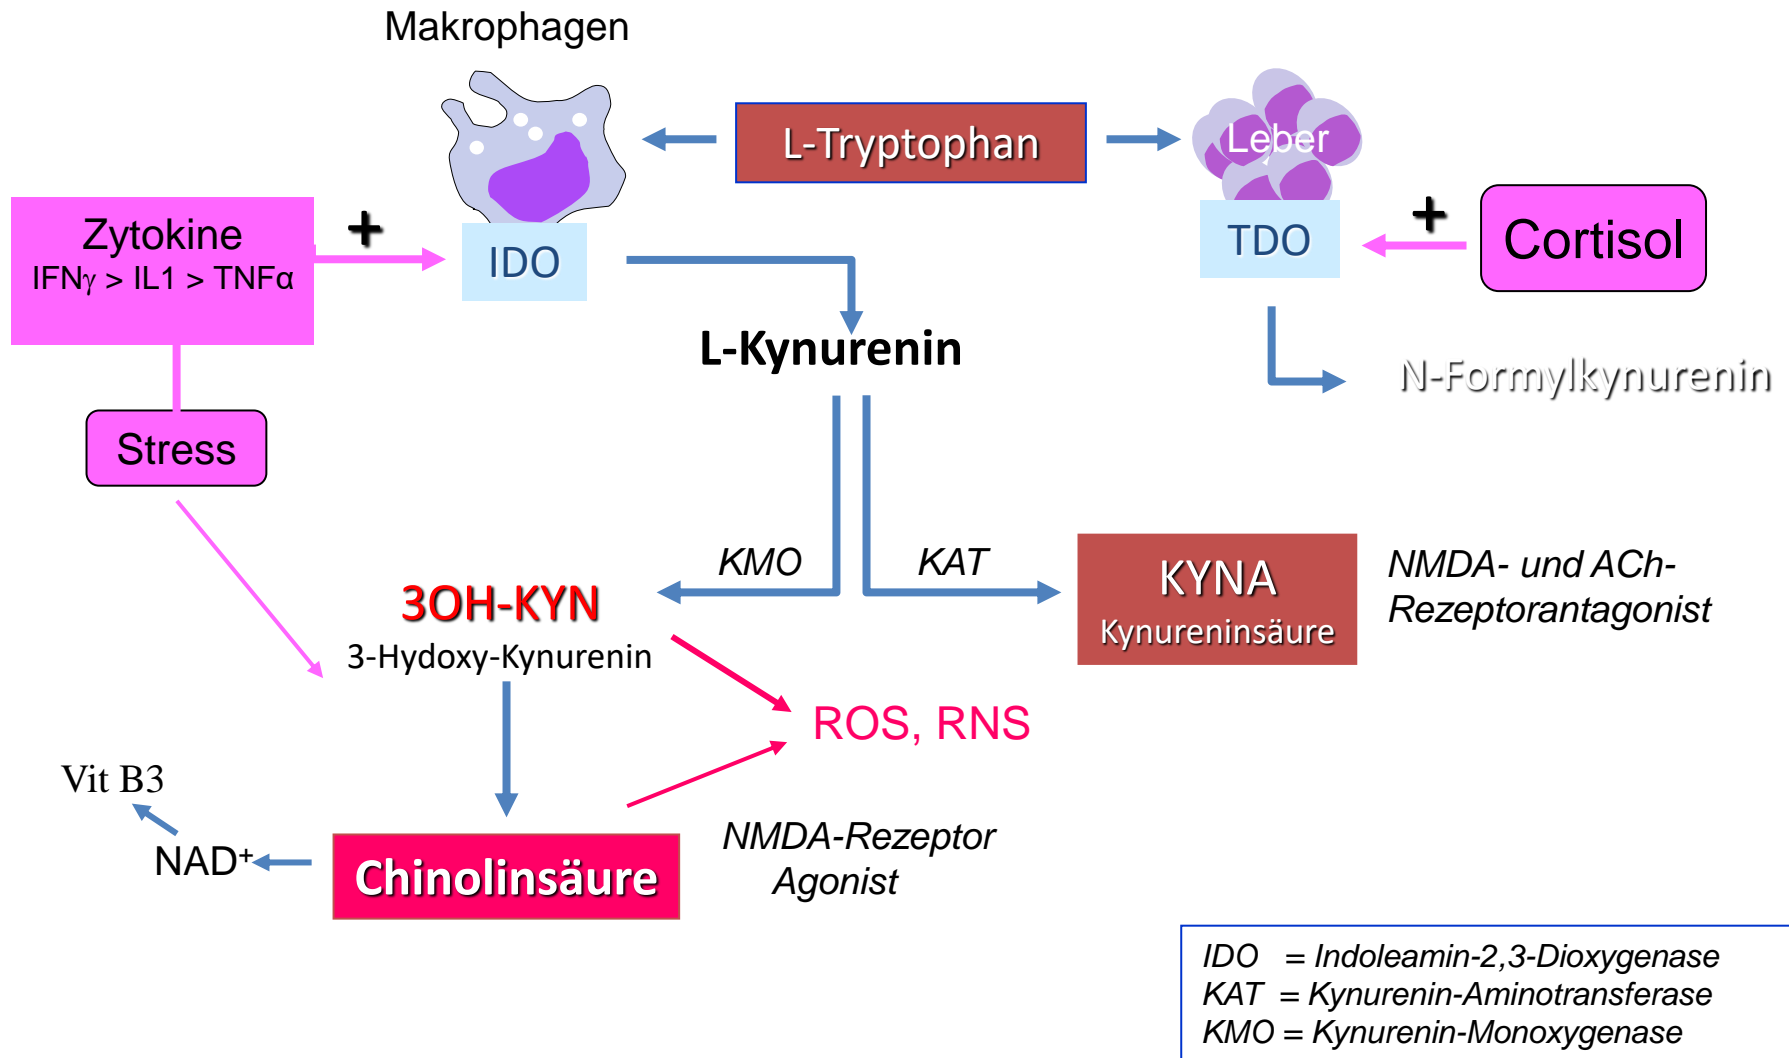 Makrophagen
L-Tryptophan
Leber
Zytokine
IFNγ > IL1 > TNFα
+
IDO
TDO
+
Cortisol
L-Kynurenin
N-Formylkynurenin
Stress
KMO
KAT
3OH-KYN
3-Hydoxy-Kynurenin
KYNA
Kynureninsäure
NMDA- und ACh-
Rezeptorantagonist
ROS, RNS
Vit B3
NAD⁺
Chinolinsäure
NMDA-Rezeptor
Agonist
IDO = Indoleamin-2,3-Dioxygenase
KAT = Kynurenin-Aminotransferase
KMO = Kynurenin-Monoxygenase